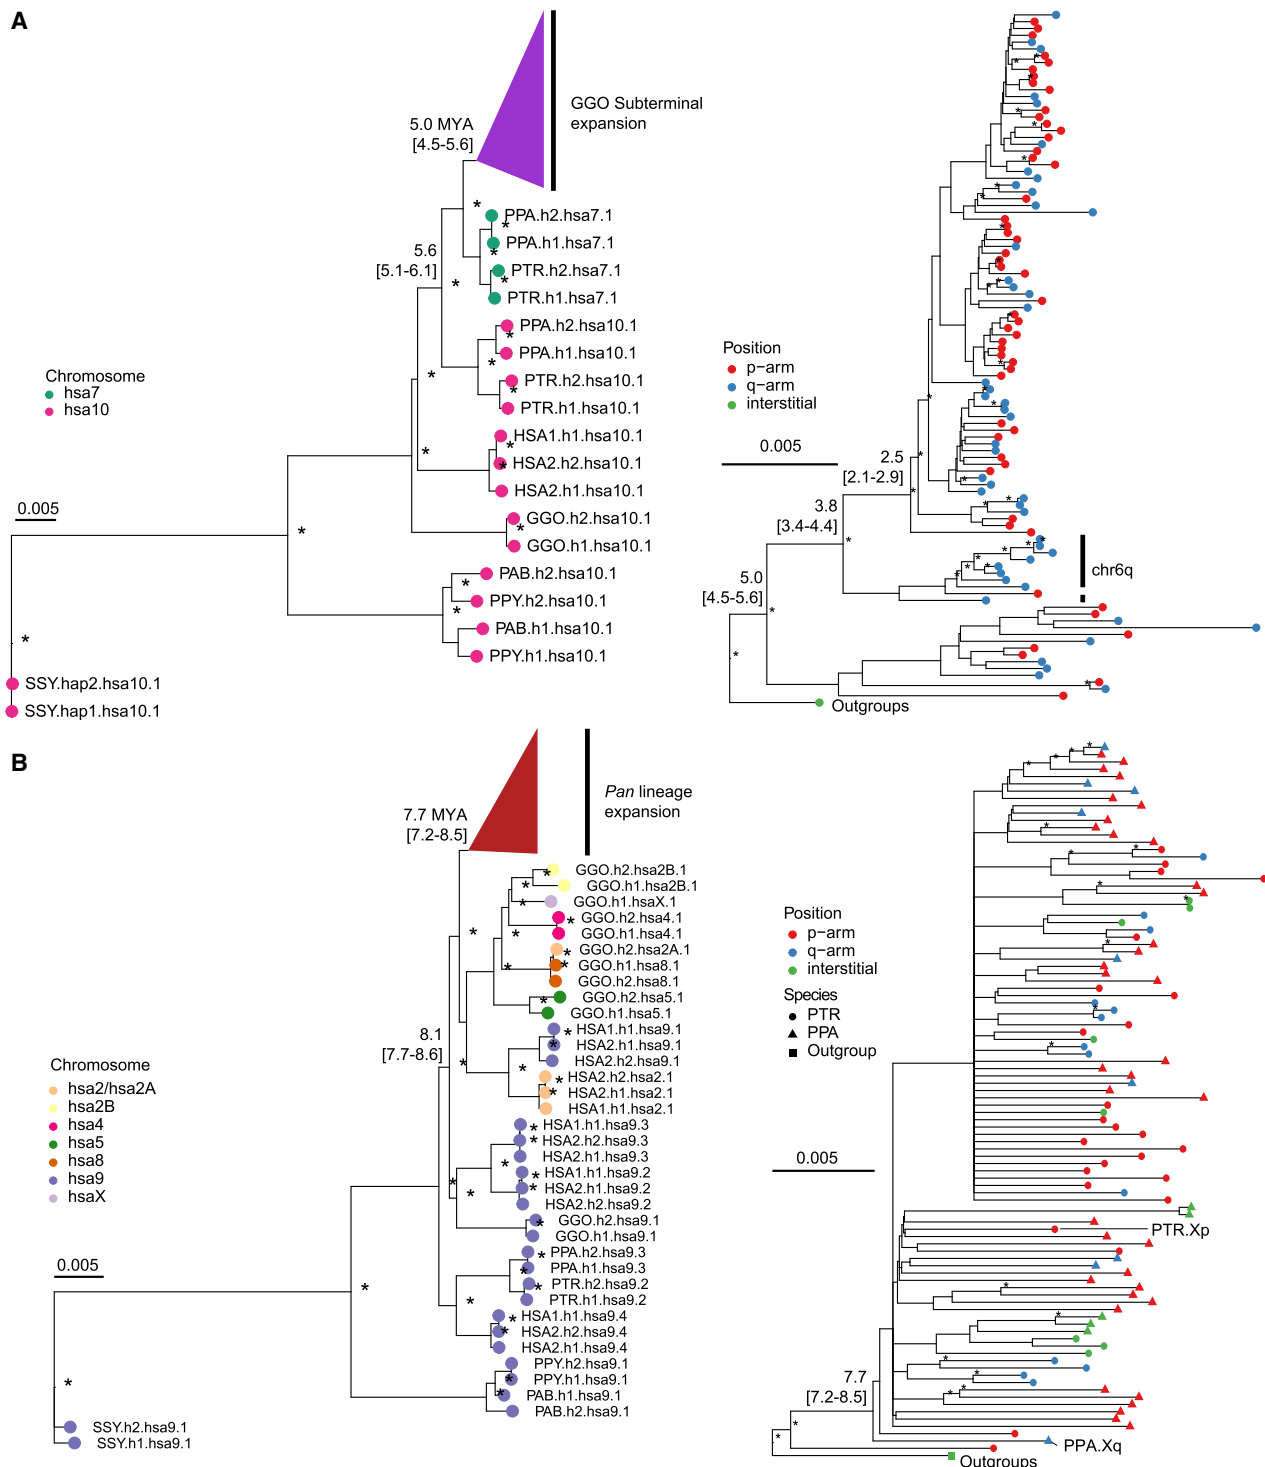 A
GGO Subterminal
expansion
5.0 MYA
[4.5-5.6]
PPA.h2.hsa7.1
PPA.h1.hsa7.1
5.6
[5.1-6.1]
PTR.h2.hsa7.1
PTR.h1.hsa7.1
PPA.h2.hsa10.1
PPA.h1.hsa10.1
PTR.h2.hsa10.1
PTR.h1.hsa10.1
HSA1.h1.hsa10.1
HSA2.h2.hsa10.1
HSA2.h1.hsa10.1
GGO.h2.hsa10.1
GGO.h1.hsa10.1
PAB.h2.hsa10.1
PPY.h2.hsa10.1
PAB.h1.hsa10.1
PPY.h1.hsa10.1
SSY.hap2.hsa10.1
SSY.hap1.hsa10.1
Chromosome
hsa7
hsa10
0.005
Position
p-arm
q-arm
interstitial
0.005
2.5
[2.1-2.9]
3.8
[3.4-4.4]
5.0
[4.5-5.6]
chr6q
Outgroups
B
Pan lineage
expansion
7.7 MYA
[7.2-8.5]
GGO.h2.hsa2B.1
GGO.h1.hsa2B.1
GGO.h1.hsaX.1
GGO.h2.hsa4.1
GGO.h1.hsa4.1
GGO.h2.hsa2A.1
GGO.h1.hsa8.1
GGO.h2.hsa8.1
GGO.h2.hsa5.1
GGO.h1.hsa5.1
8.1
[7.7-8.6]
HSA1.h1.hsa9.1
HSA2.h1.hsa9.1
HSA2.h2.hsa9.1
HSA2.h2.hsa2.1
HSA2.h1.hsa2.1
HSA1.h1.hsa2.1
HSA1.h1.hsa9.3
HSA2.h2.hsa9.3
HSA2.h1.hsa9.3
HSA1.h1.hsa9.2
HSA2.h1.hsa9.2
HSA2.h2.hsa9.2
GGO.h2.hsa9.1
GGO.h1.hsa9.1
PPA.h2.hsa9.3
PPA.h1.hsa9.3
PTR.h2.hsa9.2
PTR.h1.hsa9.2
HSA1.h1.hsa9.4
HSA2.h2.hsa9.4
HSA2.h1.hsa9.4
PPY.h2.hsa9.1
PPY.h1.hsa9.1
PAB.h1.hsa9.1
PAB.h2.hsa9.1
SSY.h2.hsa9.1
SSY.h1.hsa9.1
Chromosome
hsa2/hsa2A
hsa2B
hsa4
hsa5
hsa8
hsa9
hsaX
0.005
Position
p-arm
q-arm
interstitial
Species
PTR
PPA
Outgroup
0.005
PTR.Xp
7.7
[7.2-8.5]
PPA.Xq
Outgroups